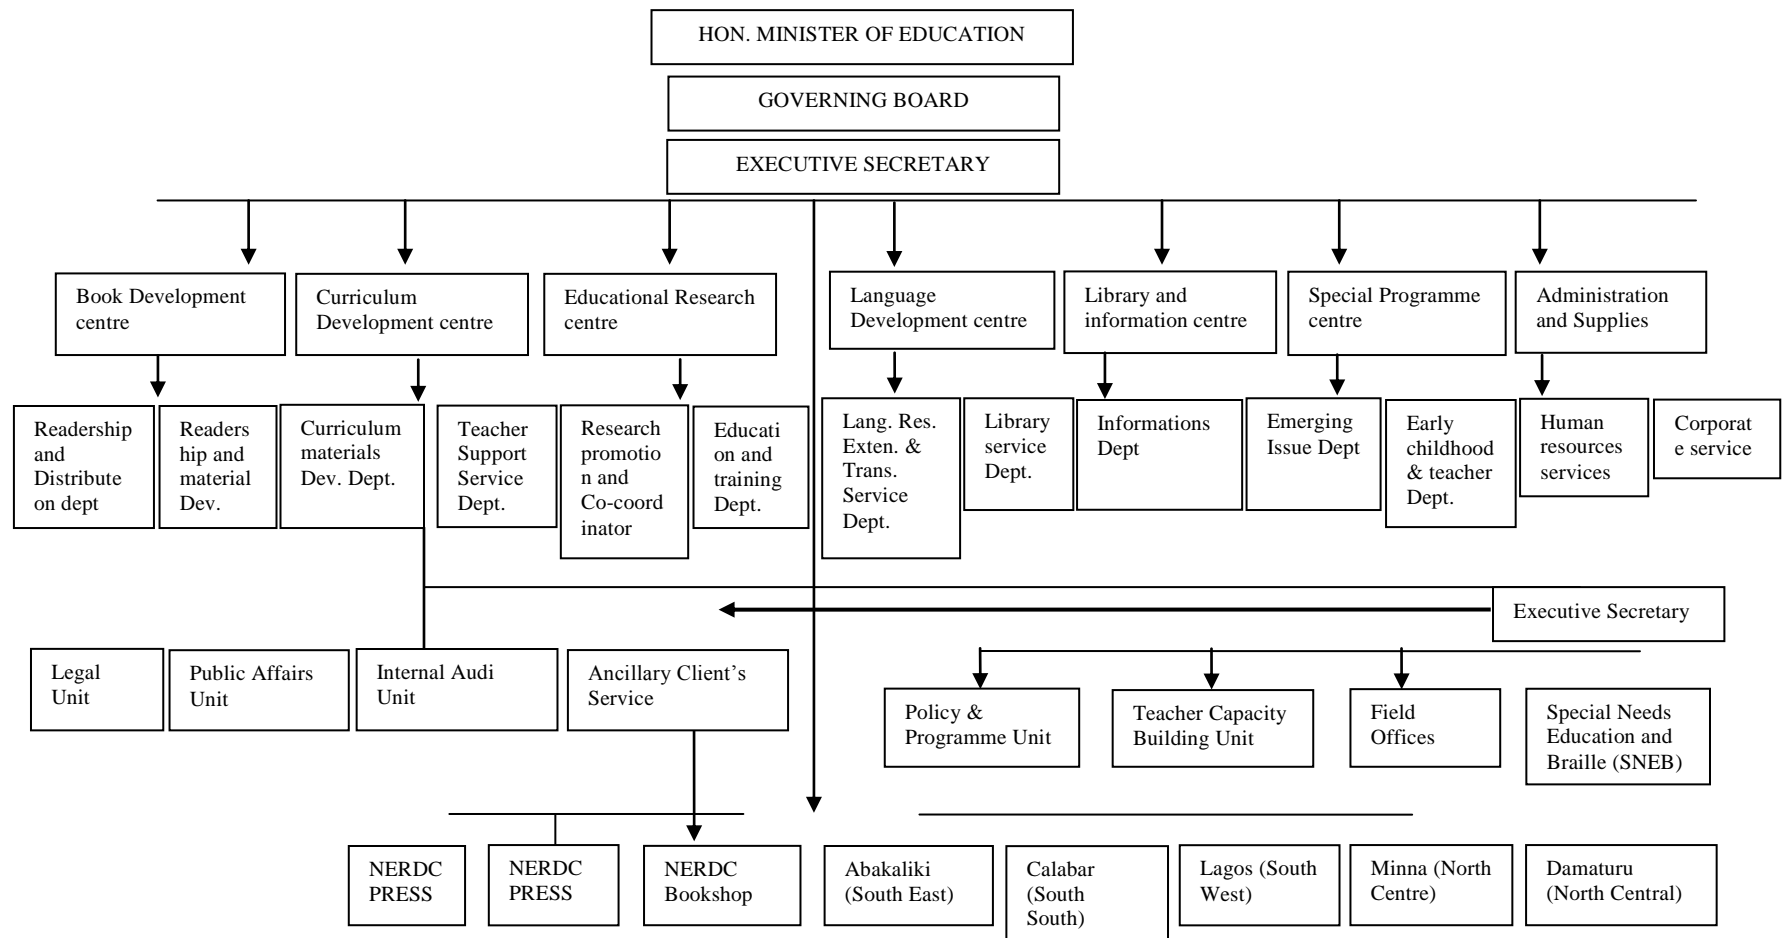 HON. MINISTER OF EDUCATION
GOVERNING BOARD
EXECUTIVE SECRETARY
Book Development
centre
Curriculum
Development centre
Educational Research
centre
Language
Development centre
Library and
information centre
Special Programme
centre
Administration
and Supplies
Readership
and
Distribute
on dept
Readers
hip and
material
Dev.
Curriculum
materials
Dev. Dept.
Teacher
Support
Service
Dept.
Research
promotio
n and
Co-coord
inator
Educati
on and
training
Dept.
Lang. Res.
Exten. &
Trans.
Service
Dept.
Library
service
Dept.
Informations
Dept
Emerging
Issue Dept
Early
childhood
& teacher
Dept.
Human
resources
services
Corporat
e service
Executive Secretary
Legal
Unit
Public Affairs
Unit
Internal Audi
Unit
Ancillary Client’s
Service
Policy &
Programme Unit
Teacher Capacity
Building Unit
Field
Offices
Special Needs
Education and
Braille (SNEB)
NERDC
PRESS
NERDC
PRESS
NERDC
Bookshop
Abakaliki
(South East)
Calabar
(South
South)
Lagos (South
West)
Minna (North
Centre)
Damaturu
(North Central)